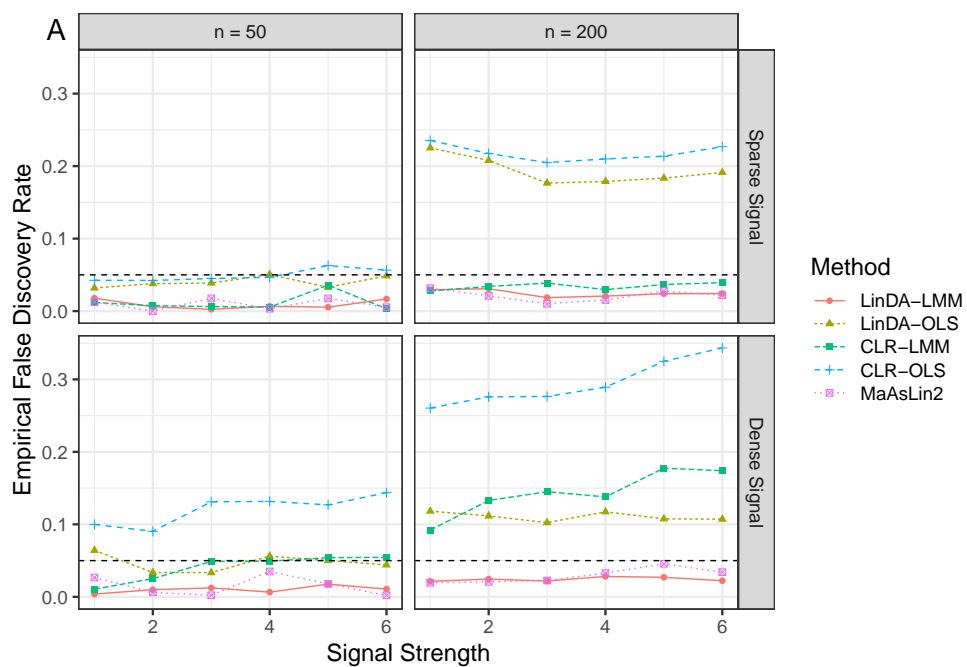 A
n = 50
n = 200
Empirical False Discovery Rate
0.3
0.2
0.1
0.0
Sparse Signal
0.3
0.2
0.1
0.0
Dense Signal
2
4
6
2
4
6
Signal Strength
Method
LinDA−LMM
LinDA−OLS
CLR−LMM
CLR−OLS
MaAsLin2